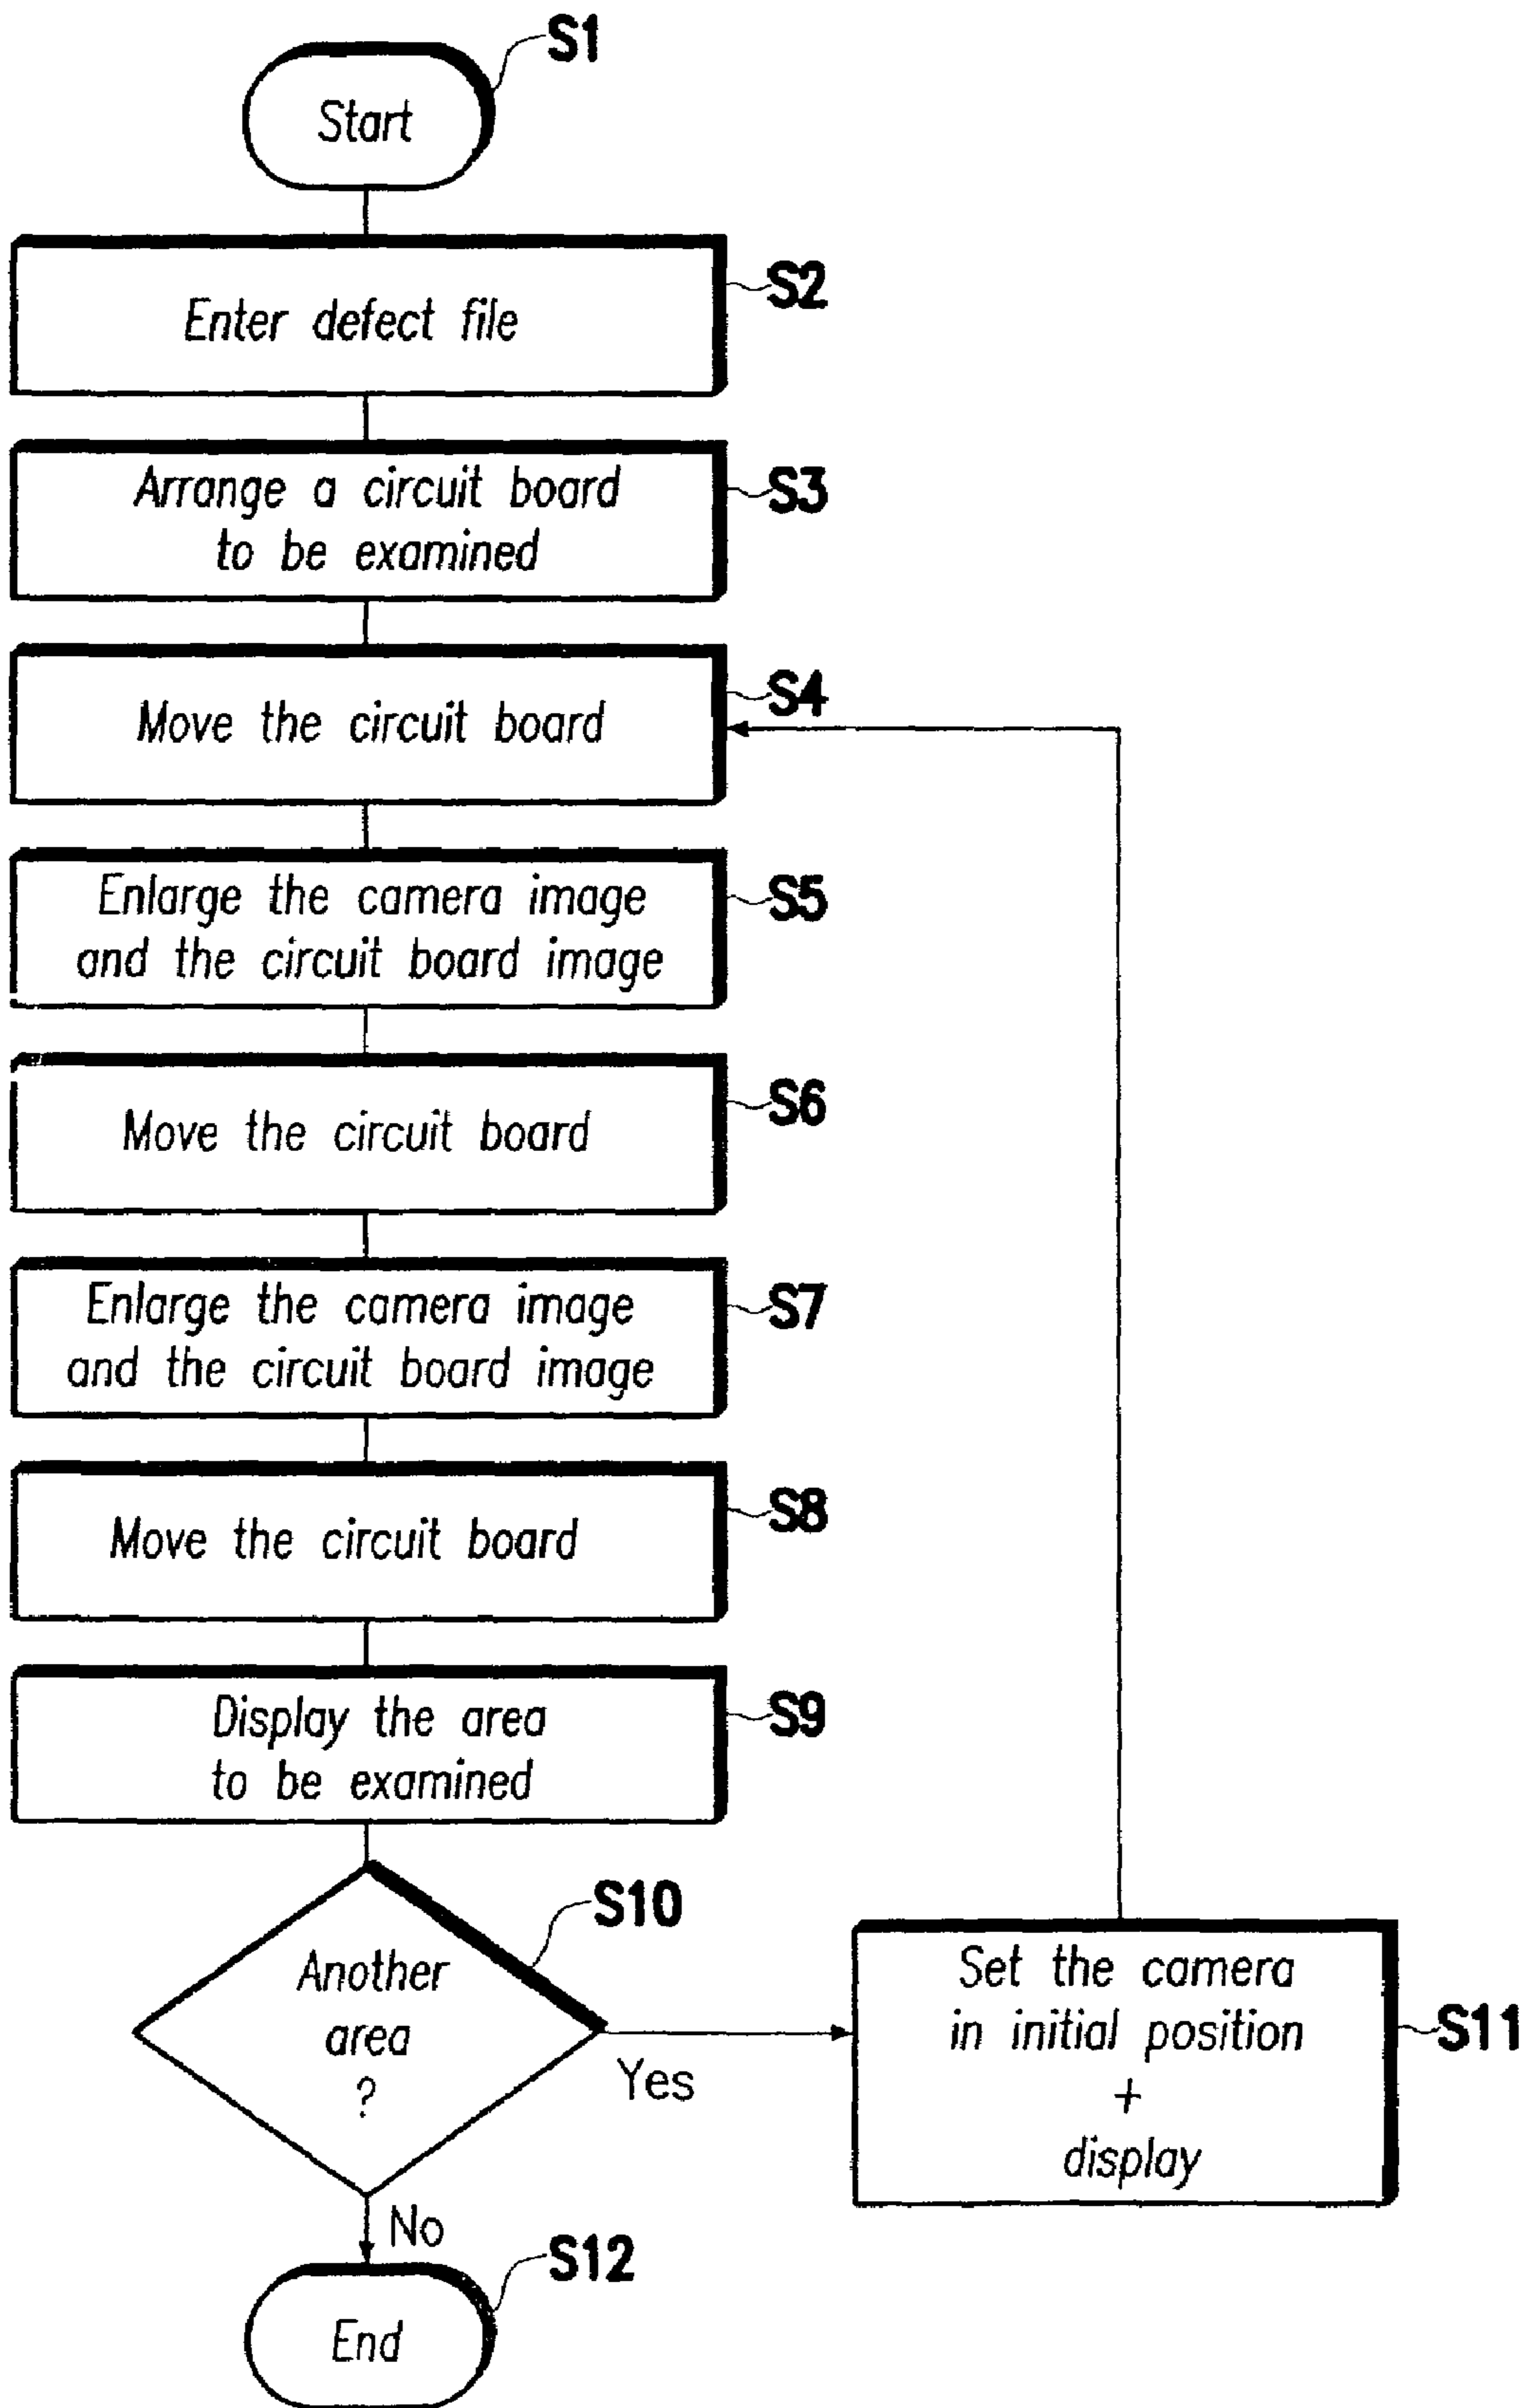 S1
Start
S2
Enter defect file
S3
Arrange a circuit board
to be examined
S4
Move the circuit board
S5
Enlarge the camera image
and the circuit board image
S6
Move the circuit board
S7
Enlarge the camera image
and the circuit board image
S8
Move the circuit board
S9
Display the area
to be examined
S10
Another
area
?
Yes
Set the camera
in initial position
+
display
S11
No
S12
End